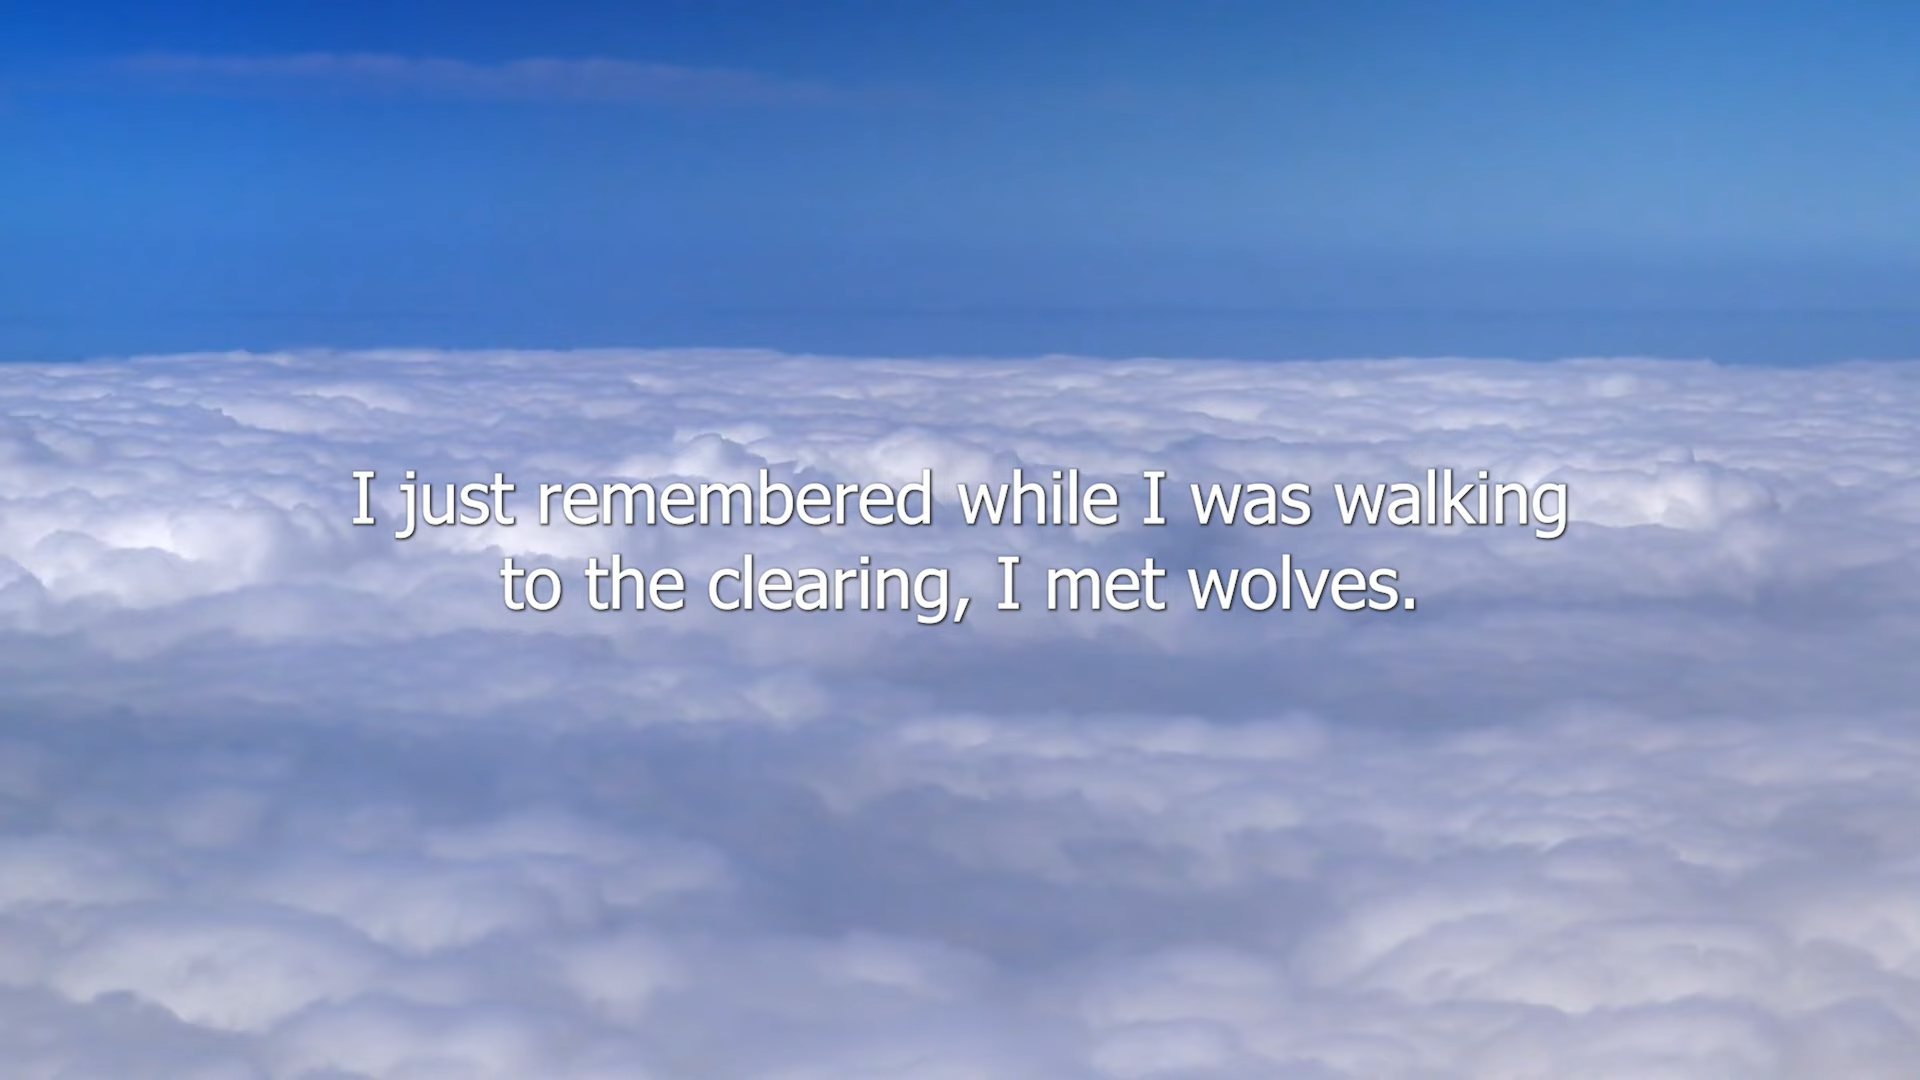 I just remembered while I was walking
to the clearing, I met wolves.